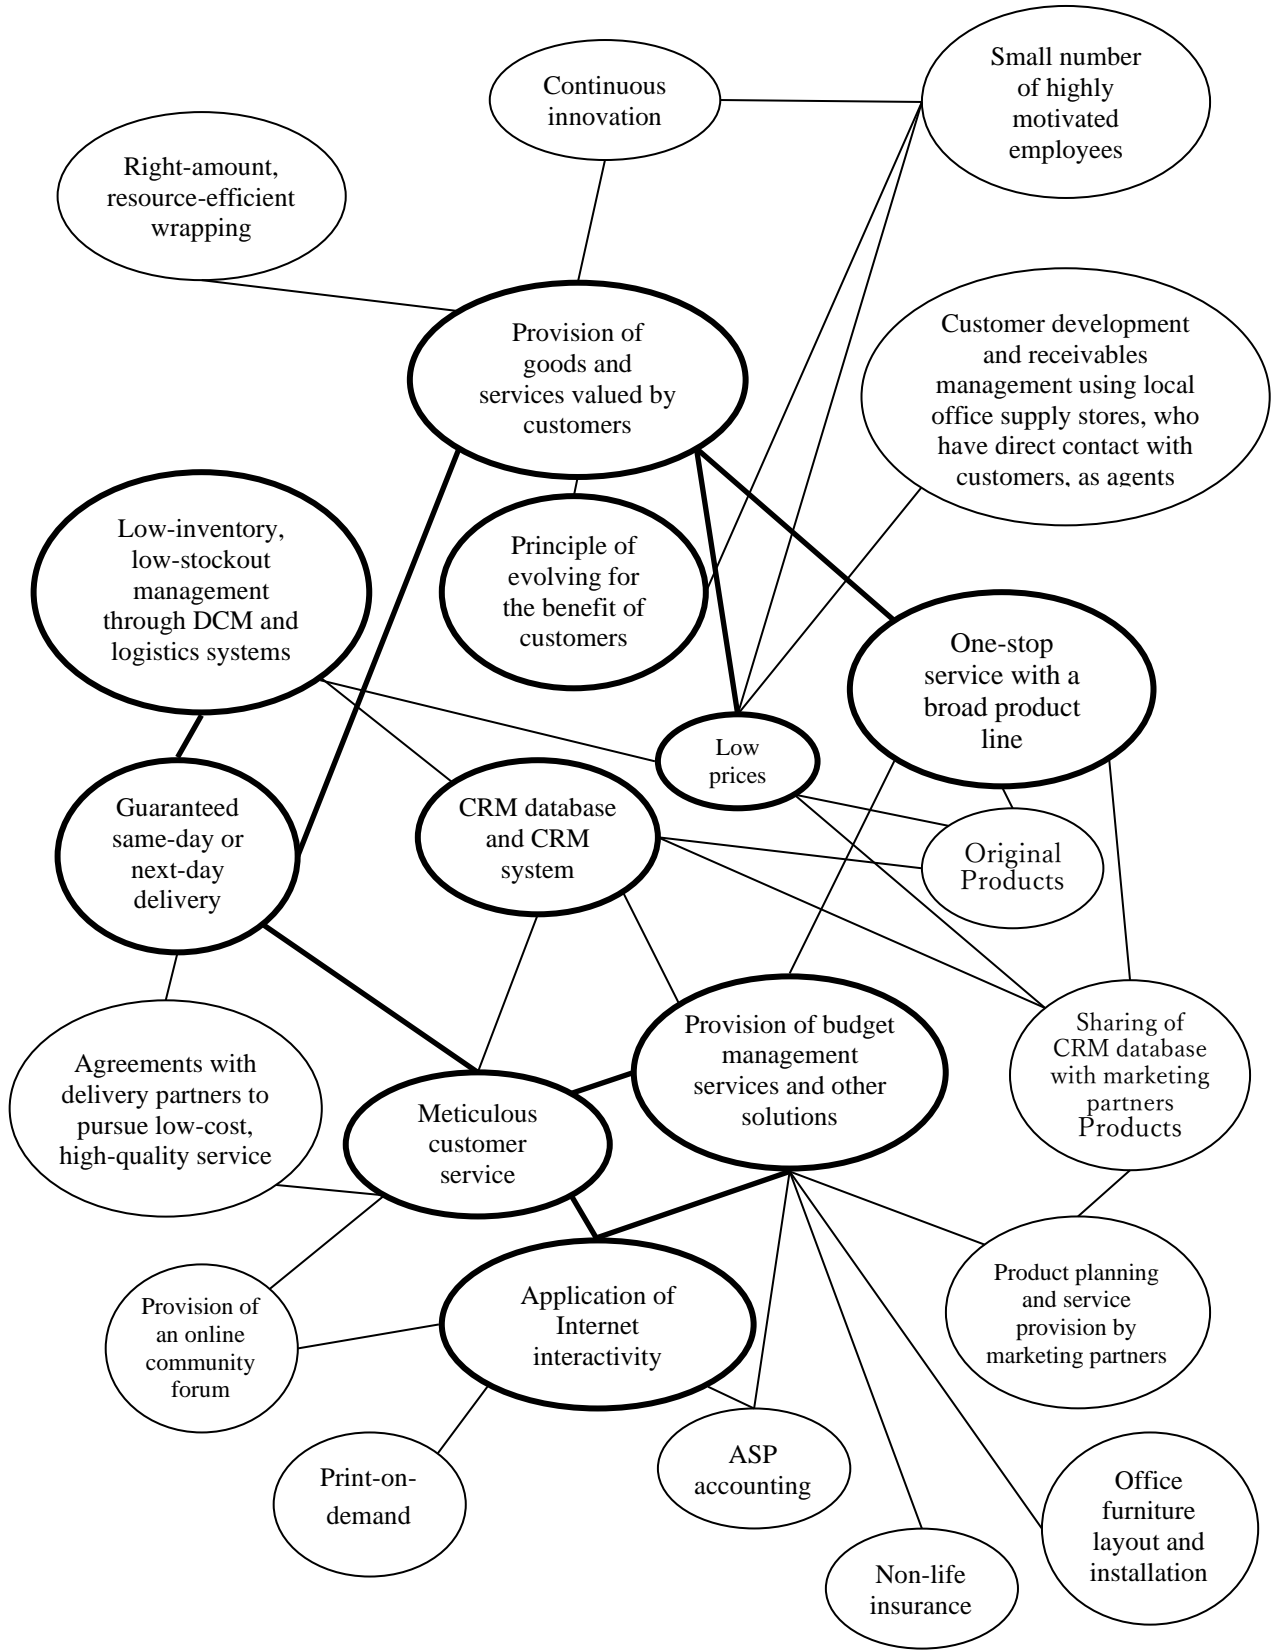 Continuous
innovation
Small number
of highly
motivated
employees
Right-amount,
resource-efficient
wrapping
Provision of
goods and
services valued by
customers
Customer development
and receivables
management using local
office supply stores, who
have direct contact with
customers, as agents
Low-inventory,
low-stockout
management
through DCM and
logistics systems
Principle of
evolving for
the benefit of
customers
One-stop
service with a
broad product
line
Low
prices
Guaranteed
same-day or
next-day
delivery
CRM database
and CRM
system
Original
Products
Agreements with
delivery partners to
pursue low-cost,
high-quality service
Meticulous
customer
service
Provision of budget
management
services and other
solutions
Sharing of
CRM database
with marketing
partners
Products
Provision of
an online
community
forum
Application of
Internet
interactivity
Product planning
and service
provision by
marketing partners
Print-on-
demand
ASP
accounting
Non-life
insurance
Office
furniture
layout and
installation